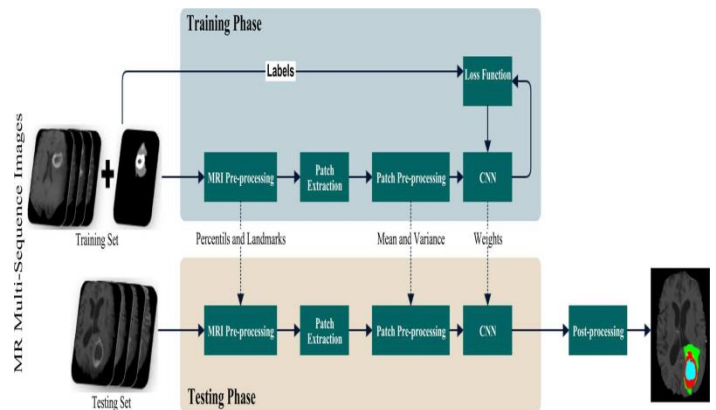 Training Phase
Labels
Loss Function
MR Multi-Sequence Images
MRI Pre-processing
Patch
Extraction
Patch Pre-processing
CNN
Training Set
Percentils and Landmarks
Mean and Variance
Weights
MRI Pre-processing
Patch
Extraction
Patch Pre-processing
CNN
Post-processing
Testing Set
Testing Phase